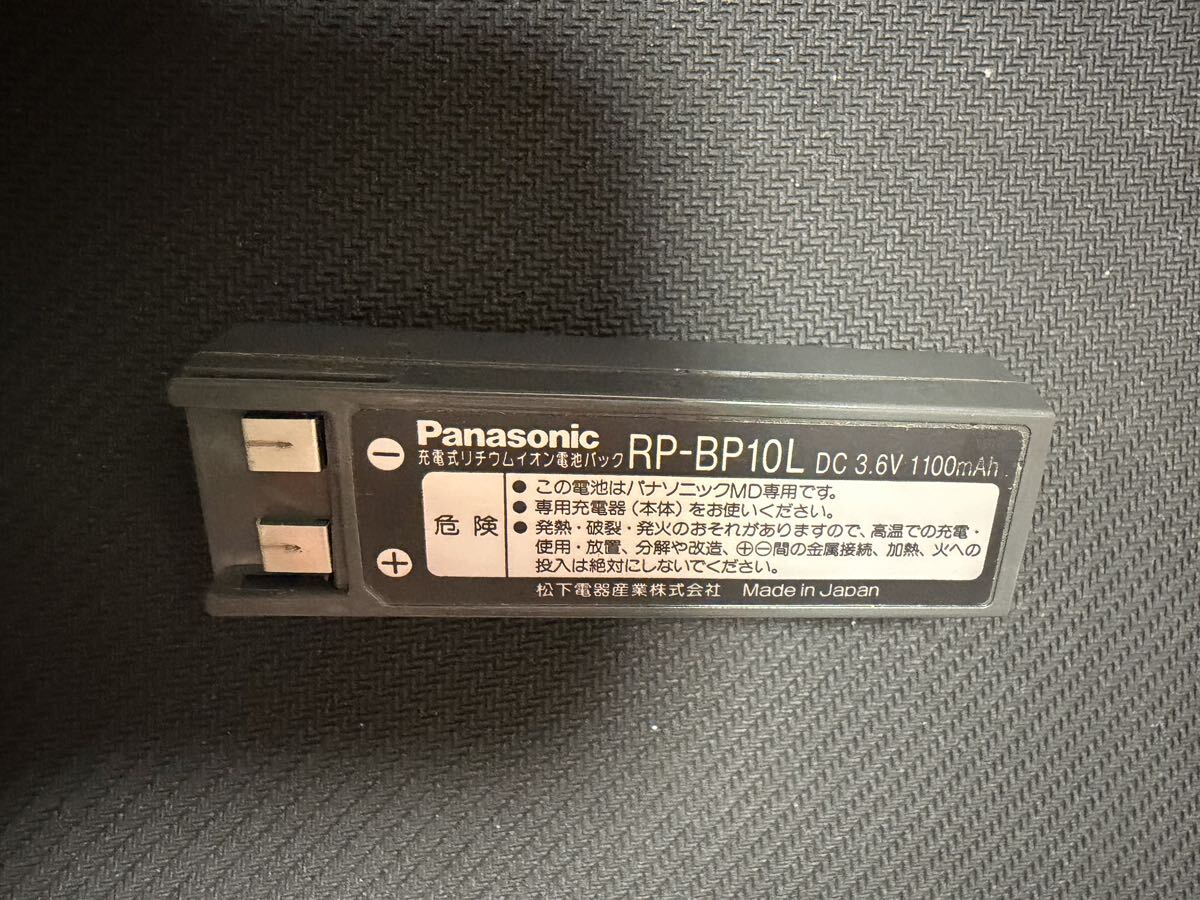 Panasonic
充電式リチウムイオン電池パック RP-BP10L DC 3.6V 1100mAh
危険
● この電池はパナソニックMD専用です。
● 専用充電器(本体)をお使いください。
● 発熱・破裂・発火のおそれがありますので、高温での充電・
使用・放置、分解や改造、⊕⊖間の金属接続、加熱、火への
投入は絶対にしないでください。
松下電器産業株式会社 Made in Japan
⊖
⊕